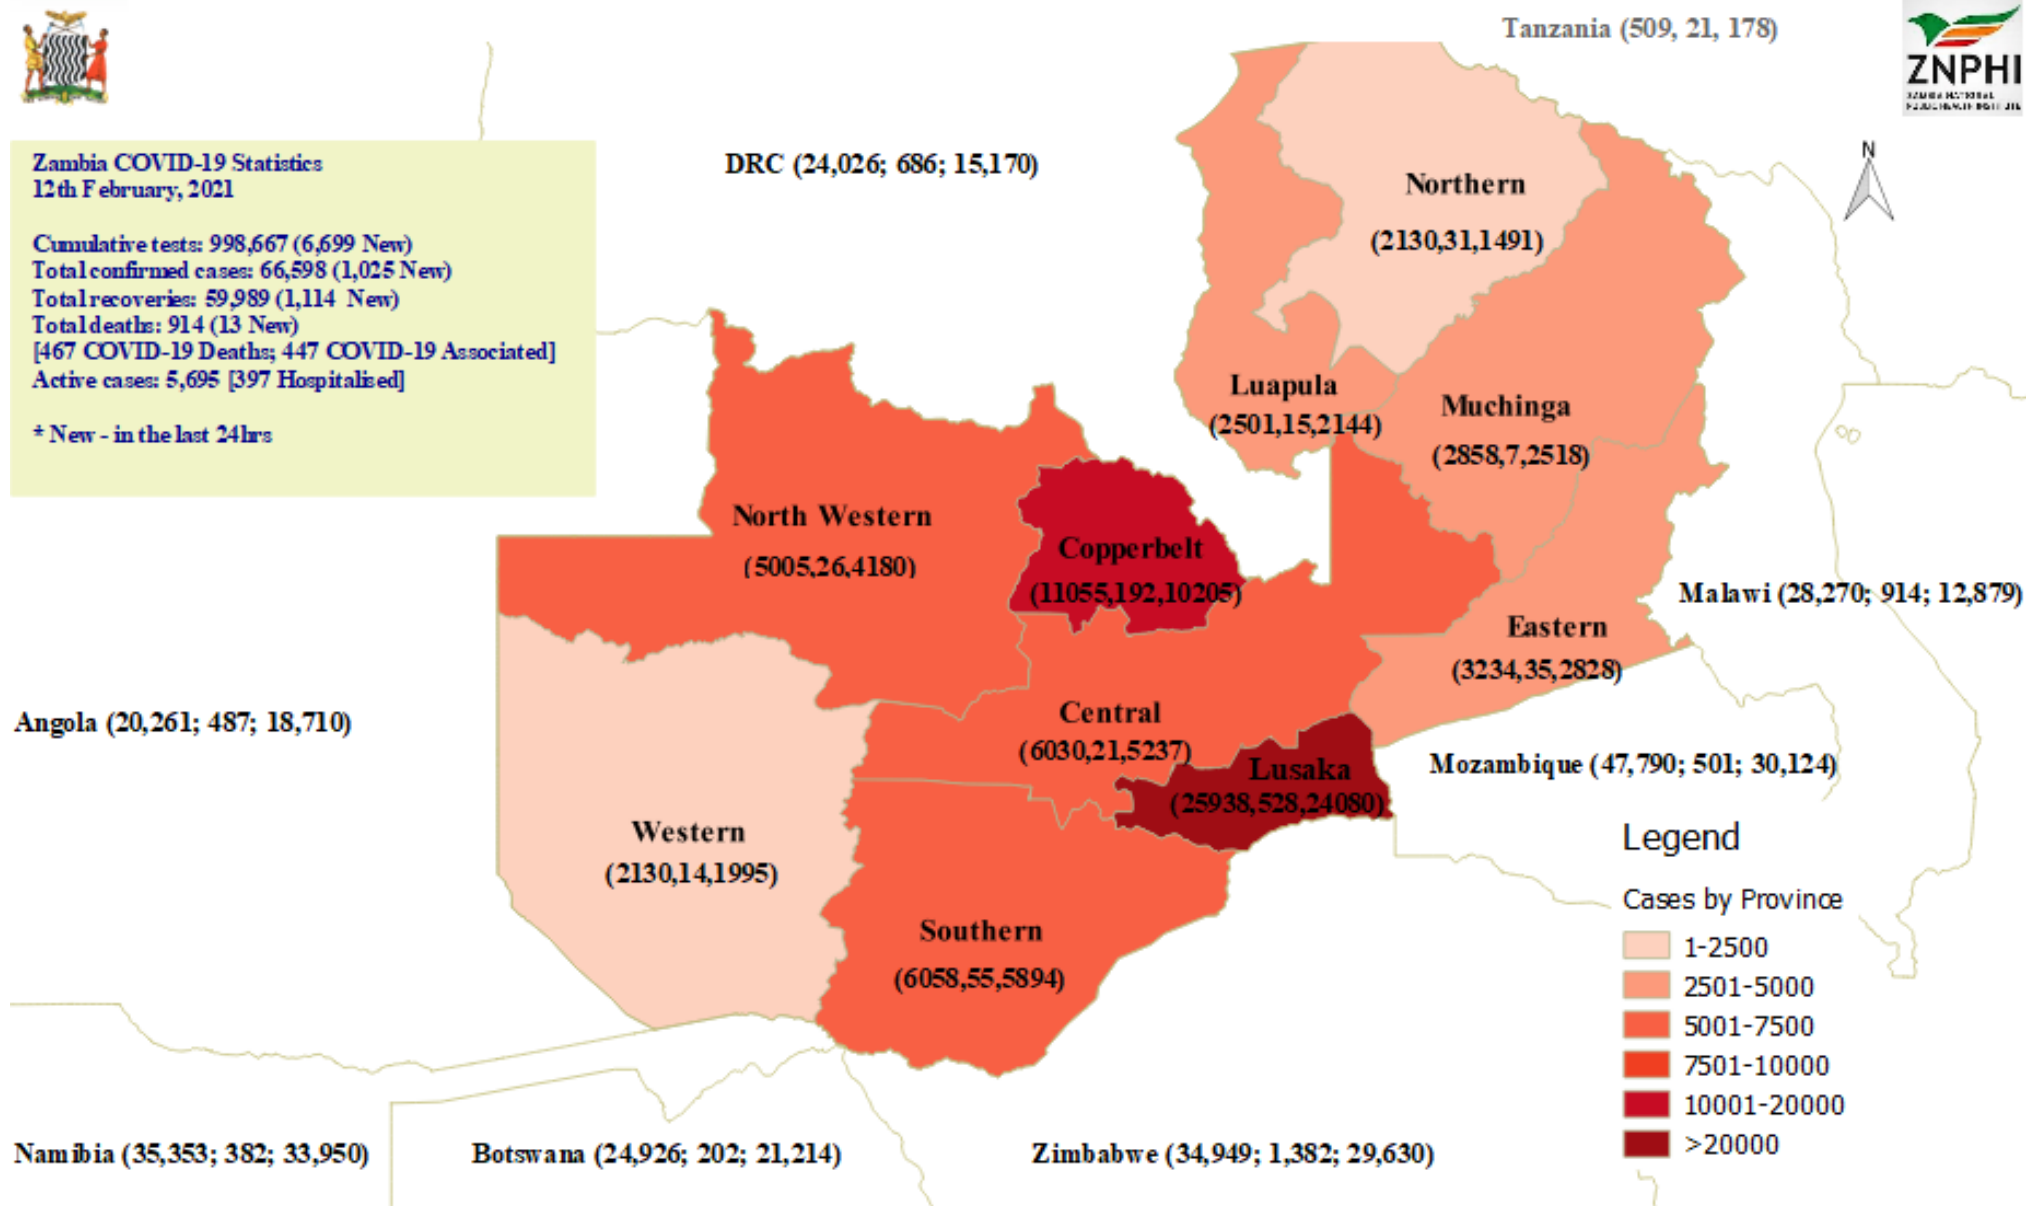 Tanzania (509, 21, 178)
ZNPHI
ZAMBIA NATIONAL
PUBLIC HEALTH INSTITUTE
Zambia COVID-19 Statistics
12th February, 2021
Cumulative tests: 998,667 (6,699 New)
Total confirmed cases: 66,598 (1,025 New)
Total recoveries: 59,989 (1,114 New)
Total deaths: 914 (13 New)
[467 COVID-19 Deaths; 447 COVID-19 Associated]
Active cases: 5,695 [397 Hospitalised]
* New - in the last 24hrs
DRC (24,026; 686; 15,170)
N
Northern
(2130,31,1491)
Luapula
(2501,15,2144)
Muchinga
(2858,7,2518)
North Western
(5005,26,4180)
Copperbelt
(11055,192,10205)
Malawi (28,270; 914; 12,879)
Eastern
(3234,35,2828)
Angola (20,261; 487; 18,710)
Central
(6030,21,5237)
Lusaka
(25938,528,24080)
Mozambique (47,790; 501; 30,124)
Western
(2130,14,1995)
Southern
(6058,55,5894)
Legend
Cases by Province
1-2500
2501-5000
5001-7500
7501-10000
10001-20000
>20000
Namibia (35,353; 382; 33,950)
Botswana (24,926; 202; 21,214)
Zimbabwe (34,949; 1,382; 29,630)